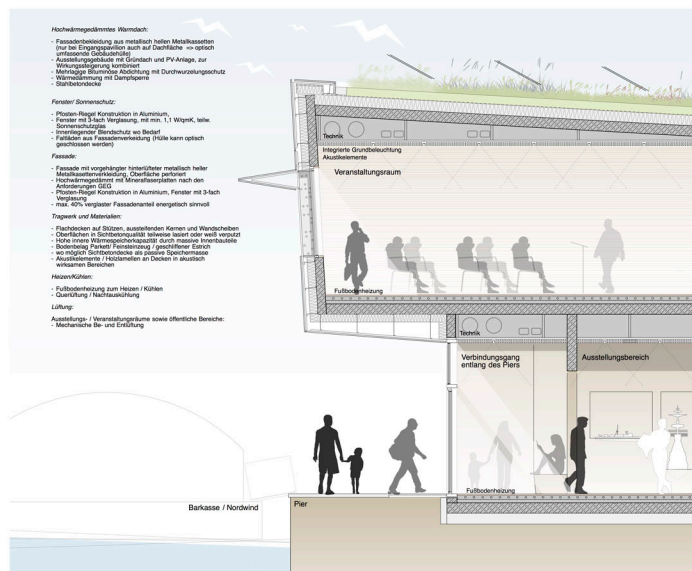 Hochwärmegedämmtes Warmdach:
- Fassadenbekleidung aus metallisch hellen Metallkassetten
(nur bei Eingangspavillion auch auf Dachfläche => optisch
umfassende Gebäudehülle)
- Ausstellungsgebäude mit Gründach und PV-Anlage, zur
Wirkungssteigerung kombiniert
- Mehrlagige Bituminöse Abdichtung mit Durchwurzelungsschutz
- Wärmedämmung mit Dampfsperre
- Stahlbetondecke
Fenster/ Sonnenschutz:
- Pfosten-Riegel Konstruktion in Aluminium,
- Fenster mit 3-fach Verglasung, mit min. 1,1 W/qmK, teilw.
Sonnenschutzglas
- Innenliegender Blendschutz wo Bedarf
- Faltläden aus Fassadenverkeidung (Hülle kann optisch
geschlossen werden)
Fassade:
- Fassade mit vorgehängter hinterlüfteter metallisch heller
Metallkassettenverkleidung, Oberfläche perforiert
- Hochwärmegedämmt mit Mineralfaserplatten nach den
Anforderungen GEG
- Pfosten-Riegel Konstruktion in Aluminium, Fenster mit 3-fach
Verglasung
- max. 40% verglaster Fassadenanteil energetisch sinnvoll
Tragwerk und Materialien:
- Flachdecken auf Stützen, aussteifenden Kernen und Wandscheiben
- Oberflächen in Sichtbetonqualität teilweise lasiert oder weiß verputzt
- Hohe innere Wärmespeicherkapazität durch massive Innenbauteile
- Bodenbelag Parkett/ Feinsteinzeug / geschliffener Estrich
- wo möglich Sichtbetondecke als passive Speichermasse
- Akustikelemente / Holzlamellen an Decken in akustisch
wirksamen Bereichen
Heizen/Kühlen:
- Fußbodenheizung zum Heizen / Kühlen
- Querlüftung / Nachtauskühlung
Lüftung:
Ausstellungs- / Veranstaltungsräume sowie öffentliche Bereiche:
- Mechanische Be- und Entlüftung
Technik
Integrierte Grundbeleuchtung
Akustikelemente
Veranstaltungsraum
Fußbodenheizung
Technik
Verbindungsgang
entlang des Piers
Ausstellungsbereich
Fußbodenheizung
Barkasse / Nordwind
Pier